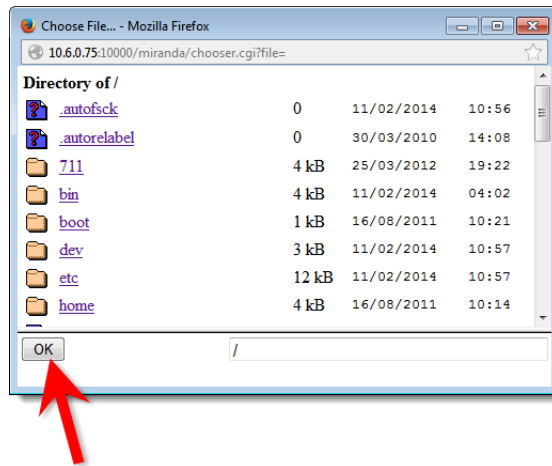 Choose File... - Mozilla Firefox
10.6.0.75:10000/miranda/chooser.cgi?file=
Directory of /
.autofsck 0 11/02/2014 10:56
.autorelabel 0 30/03/2010 14:08
711 4 kB 25/03/2012 19:22
bin 4 kB 11/02/2014 04:02
boot 1 kB 16/08/2011 10:21
dev 3 kB 11/02/2014 10:57
etc 12 kB 11/02/2014 10:57
home 4 kB 16/08/2011 10:14
OK /